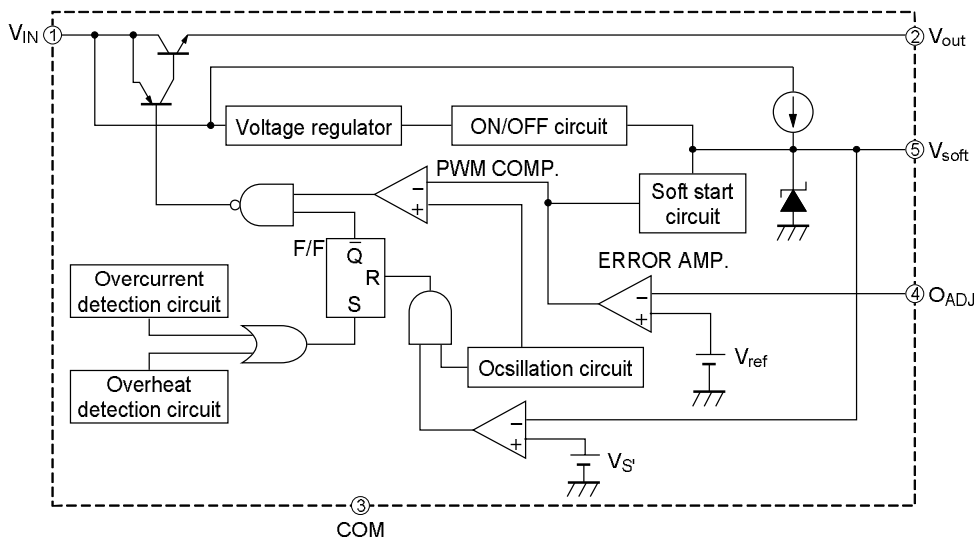 VIN 1
2 Vout
Voltage regulator
ON/OFF circuit
5 Vsoft
PWM COMP.
−
+
Soft start
circuit
F/F
Q̅
R
S
ERROR AMP.
−
+
4 OADJ
Overcurrent
detection circuit
Overheat
detection circuit
Ocsillation circuit
Vref
−
+
VS'
3
COM